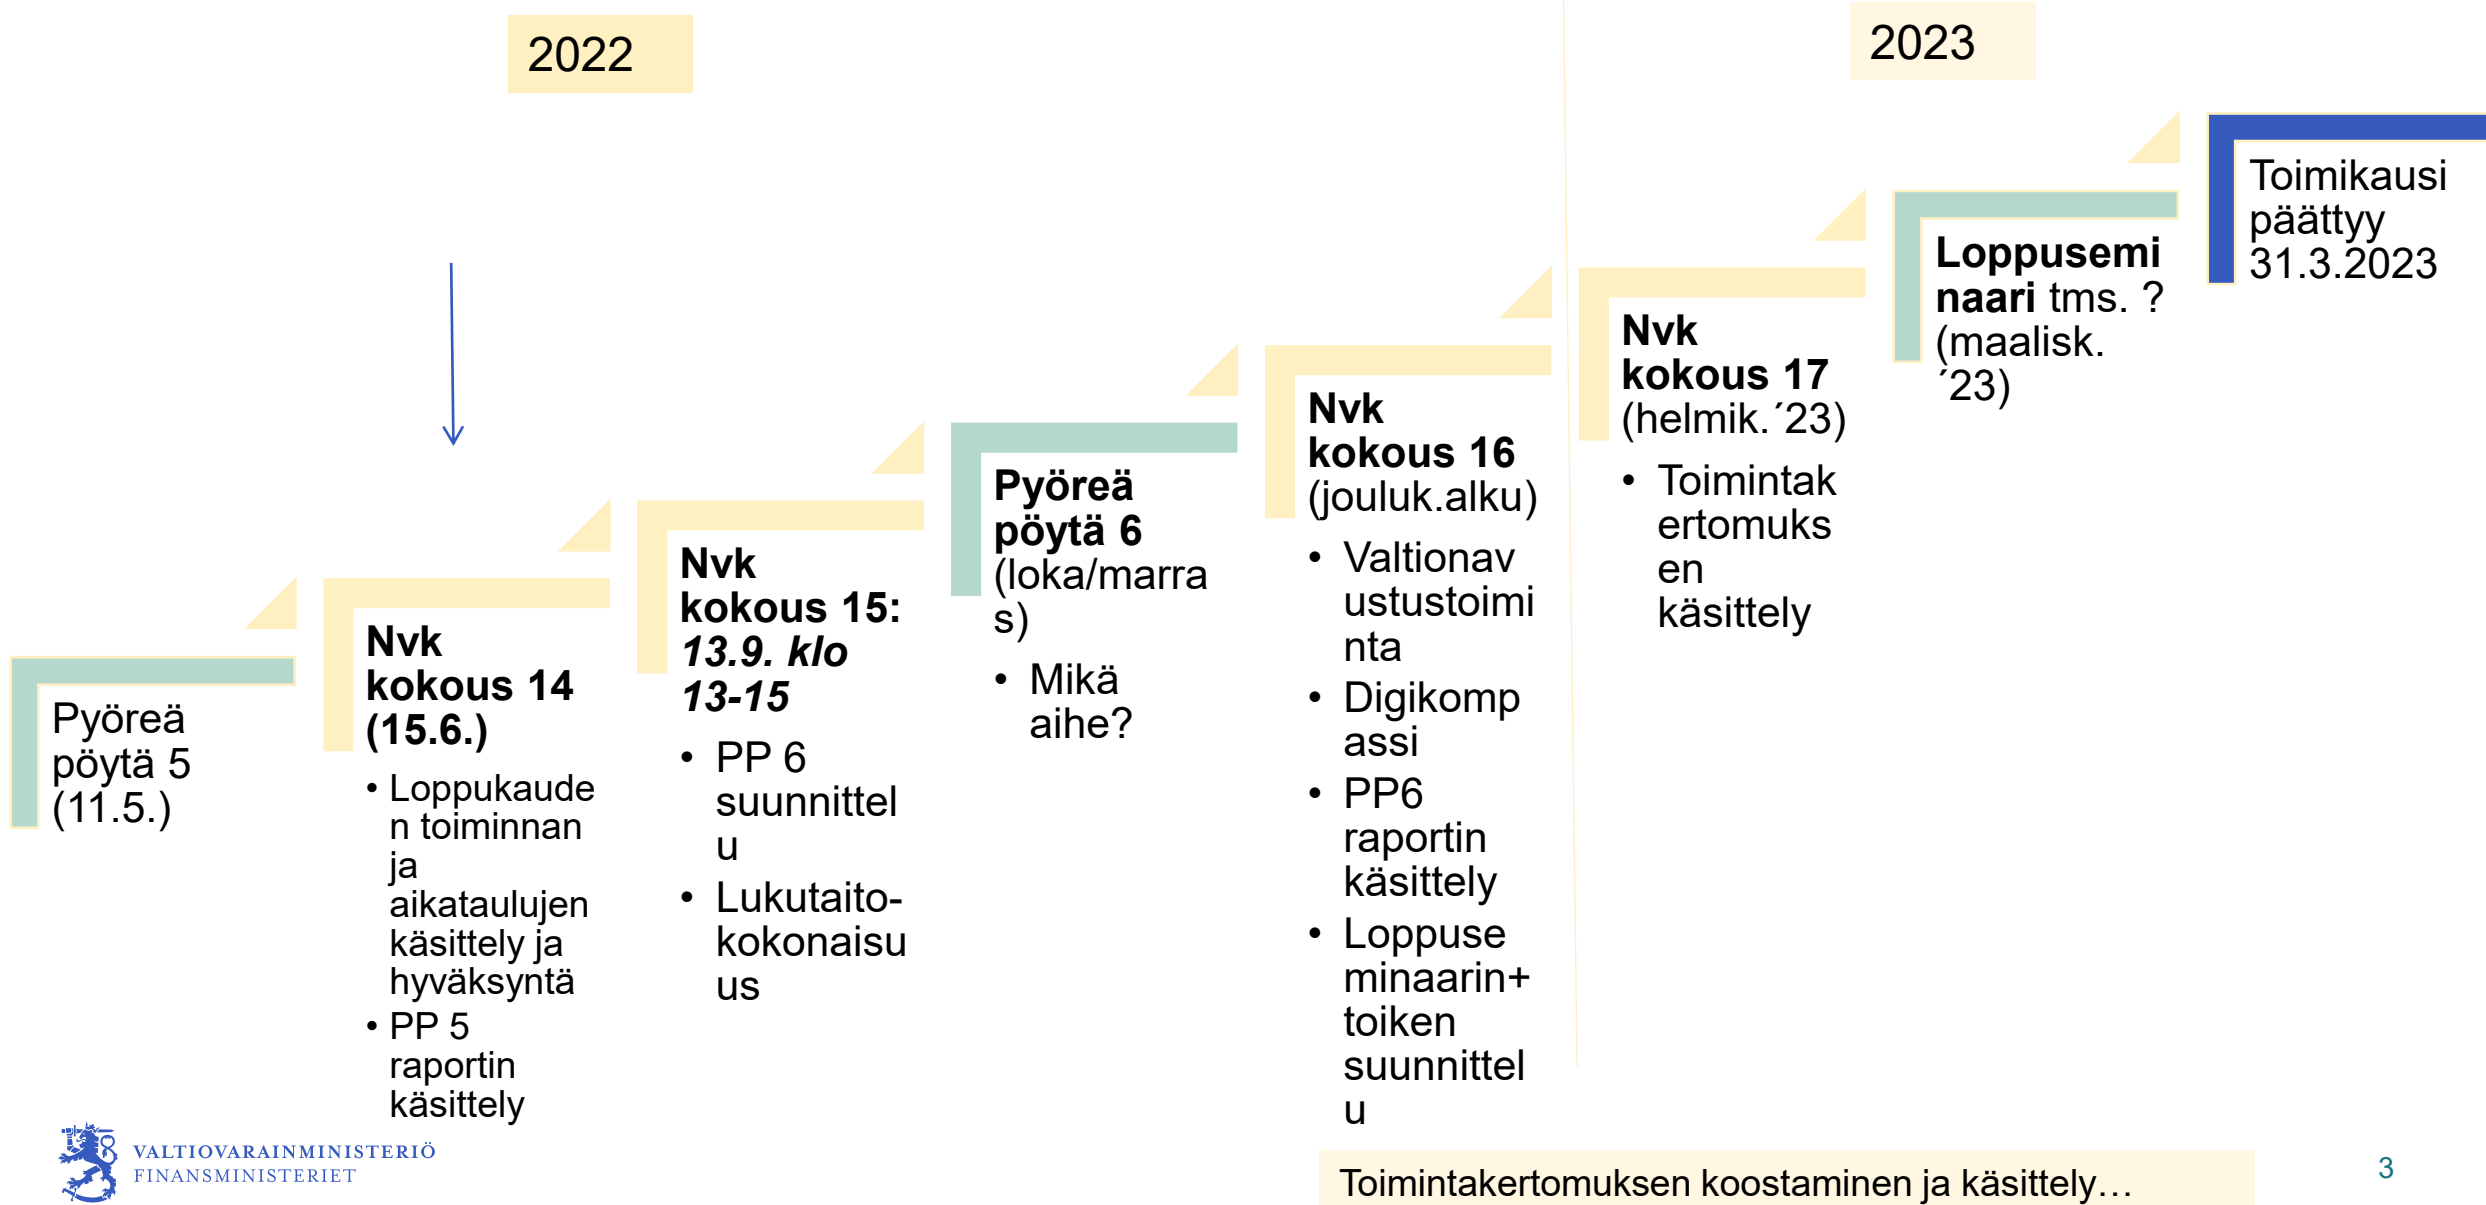 2022
2023
Pyöreä
pöytä 5
(11.5.)
Nvk
kokous 14
(15.6.)
• Loppukaude
n toiminnan
ja
aikataulujen
käsittely ja
hyväksyntä
• PP 5
raportin
käsittely
Nvk
kokous 15:
13.9. klo
13-15
• PP 6
suunnittel
u
• Lukutaito-
kokonaisu
us
Pyöreä
pöytä 6
(loka/marra
s)
• Mikä
aihe?
Nvk
kokous 16
(jouluk.alku)
• Valtionav
ustustoimi
nta
• Digikomp
assi
• PP6
raportin
käsittely
• Loppuse
minaarin+
toiken
suunnittel
u
Nvk
kokous 17
(helmik.´23)
• Toimintak
ertomuks
en
käsittely
Loppusemi
naari tms. ?
(maalisk.
´23)
Toimikausi
päättyy
31.3.2023
VALTIOVARAINMINISTERIÖ
FINANSMINISTERIET
Toimintakertomuksen koostaminen ja käsittely…
3